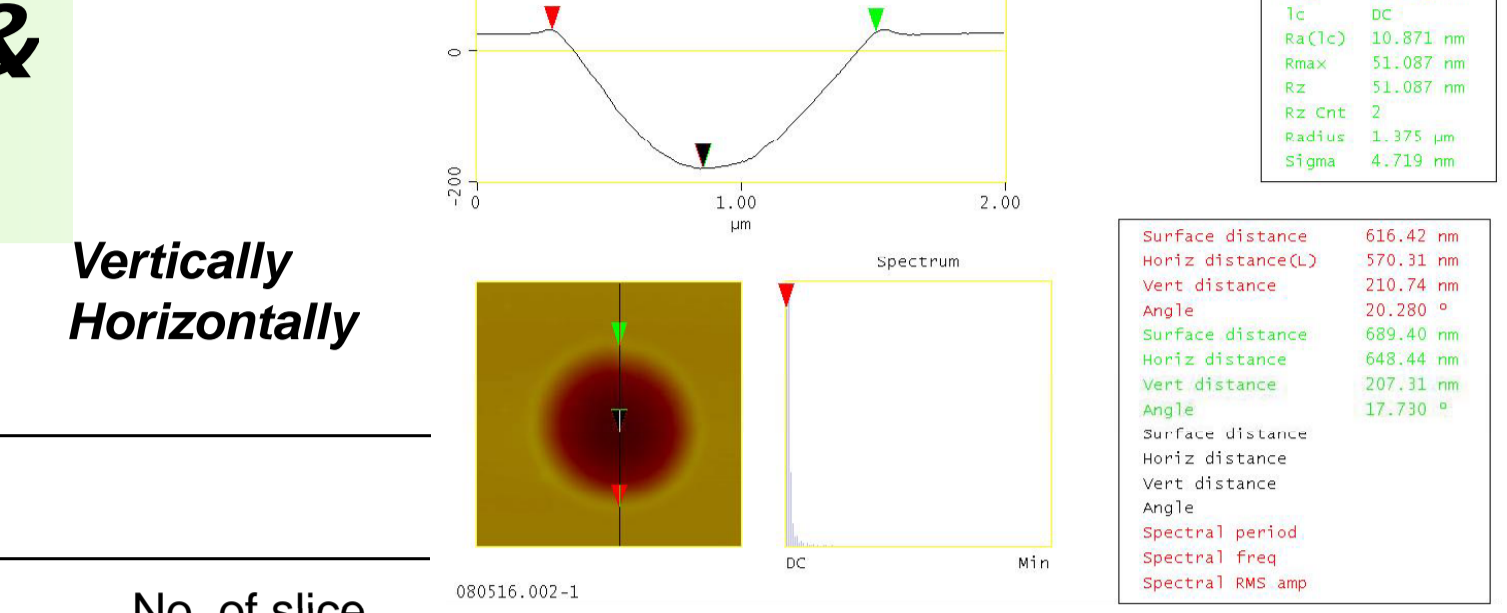 &
Vertically
Horizontally
No. of slice
0
-200
0
1.00
2.00
µm
lc DC
Ra(lc) 10.871 nm
Rmax 51.087 nm
Rz 51.087 nm
Rz Cnt 2
Radius 1.375 µm
Sigma 4.719 nm
Spectrum
DC
Min
080516.002-1
Surface distance 616.42 nm
Horiz distance(L) 570.31 nm
Vert distance 210.74 nm
Angle 20.280 °
Surface distance 689.40 nm
Horiz distance 648.44 nm
Vert distance 207.31 nm
Angle 17.730 °
Surface distance
Horiz distance
Vert distance
Angle
Spectral period
Spectral freq
Spectral RMS amp